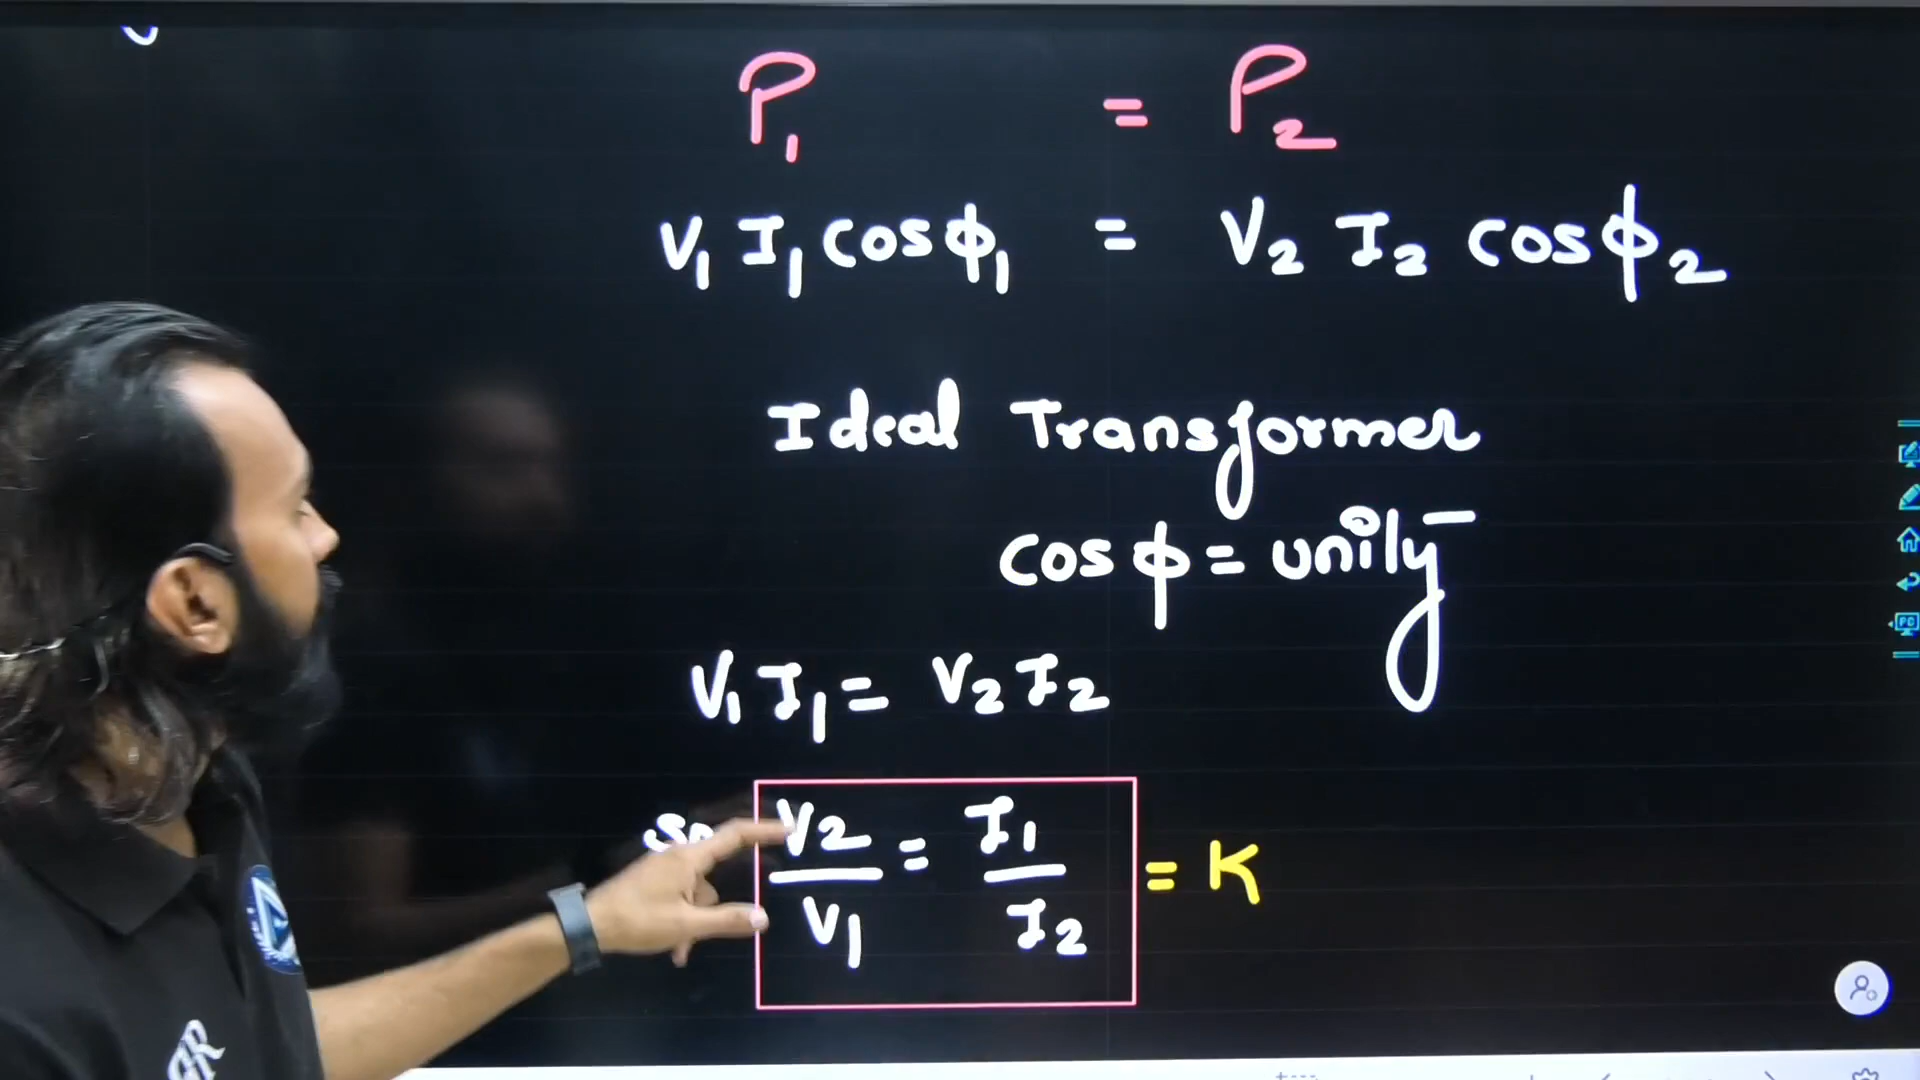 P₁ = P₂
V₁ I₁ cosϕ₁ = V₂ I₂ cosϕ₂
Ideal Transformer
cosϕ = unity
V₁ I₁ = V₂ I₂
V₂/V₁ = I₁/I₂ = K
PC